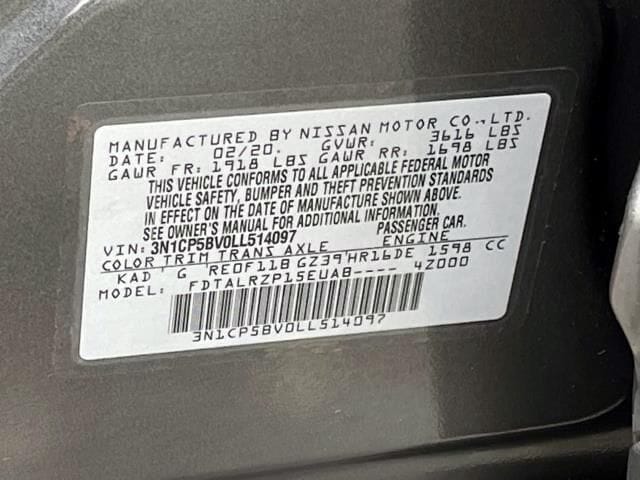 MANUFACTURED BY NISSAN MOTOR CO.,LTD.
DATE: 02/20. GVWR: 3616 LBS
GAWR FR: 1918 LBS GAWR RR: 1698 LBS
THIS VEHICLE CONFORMS TO ALL APPLICABLE FEDERAL MOTOR
VEHICLE SAFETY, BUMPER AND THEFT PREVENTION STANDARDS
IN EFFECT ON THE DATE OF MANUFACTURE SHOWN ABOVE.
SEE OWNER'S MANUAL FOR ADDITIONAL INFORMATION.
VIN: 3N1CP5BV0LL514097 PASSENGER CAR.
COLOR TRIM TRANS AXLE ENGINE
KAD ' G 'RE0F11B GZ39'HR16DE 1598 CC
MODEL: FDTALRZP15EUAB---- 4Z000
3N1CP5BV0LL514097